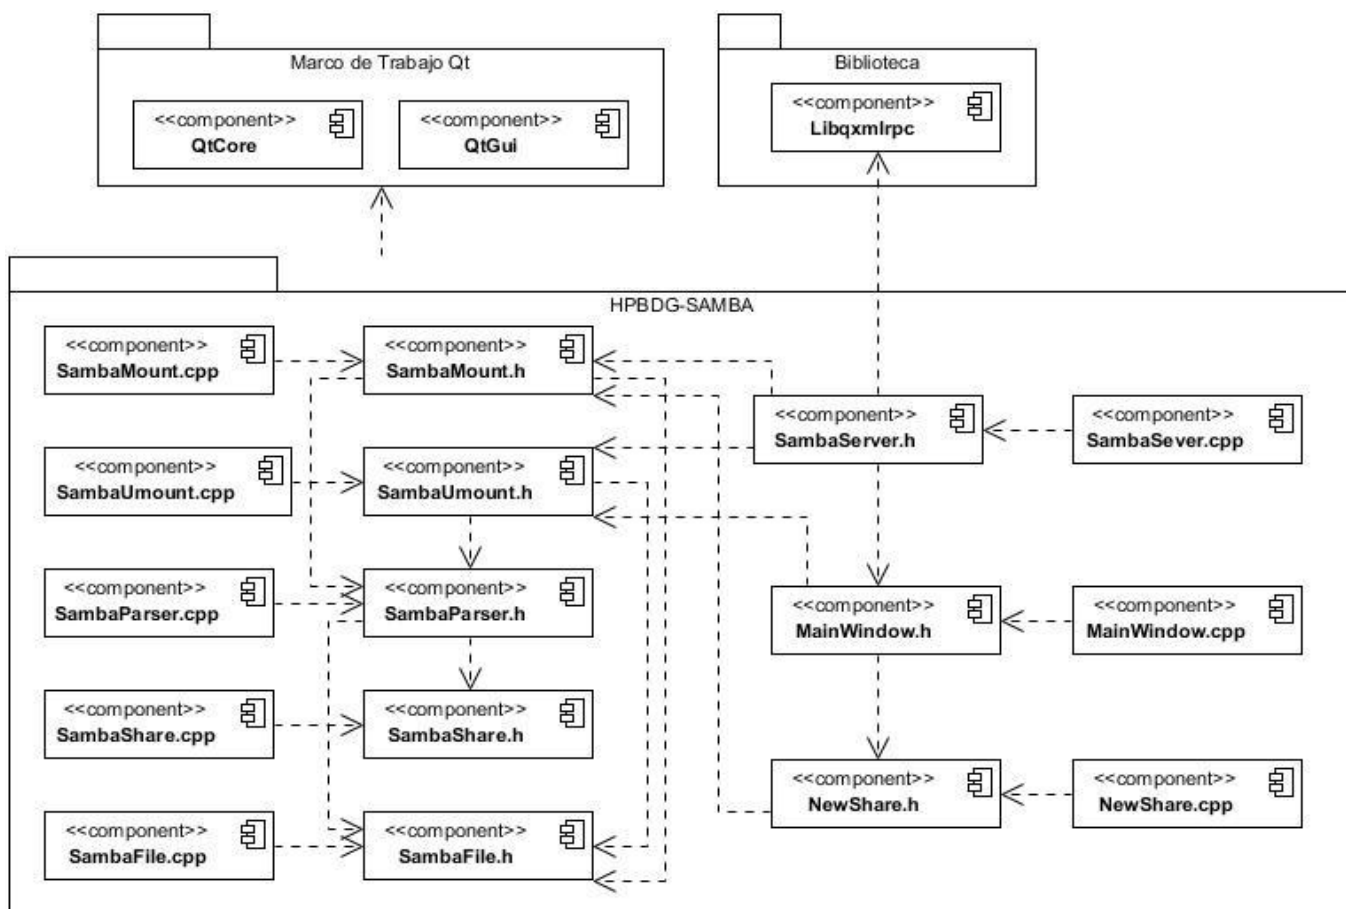 Marco de Trabajo Qt
<<component>>
QtCore
<<component>>
QtGui
Biblioteca
<<component>>
Libqxmlrpc
HPBDG-SAMBA
<<component>>
SambaMount.cpp
<<component>>
SambaMount.h
<<component>>
SambaServer.h
<<component>>
SambaSever.cpp
<<component>>
SambaUmount.cpp
<<component>>
SambaUmount.h
<<component>>
SambaParser.cpp
<<component>>
SambaParser.h
<<component>>
MainWindow.h
<<component>>
MainWindow.cpp
<<component>>
SambaShare.cpp
<<component>>
SambaShare.h
<<component>>
NewShare.h
<<component>>
NewShare.cpp
<<component>>
SambaFile.cpp
<<component>>
SambaFile.h